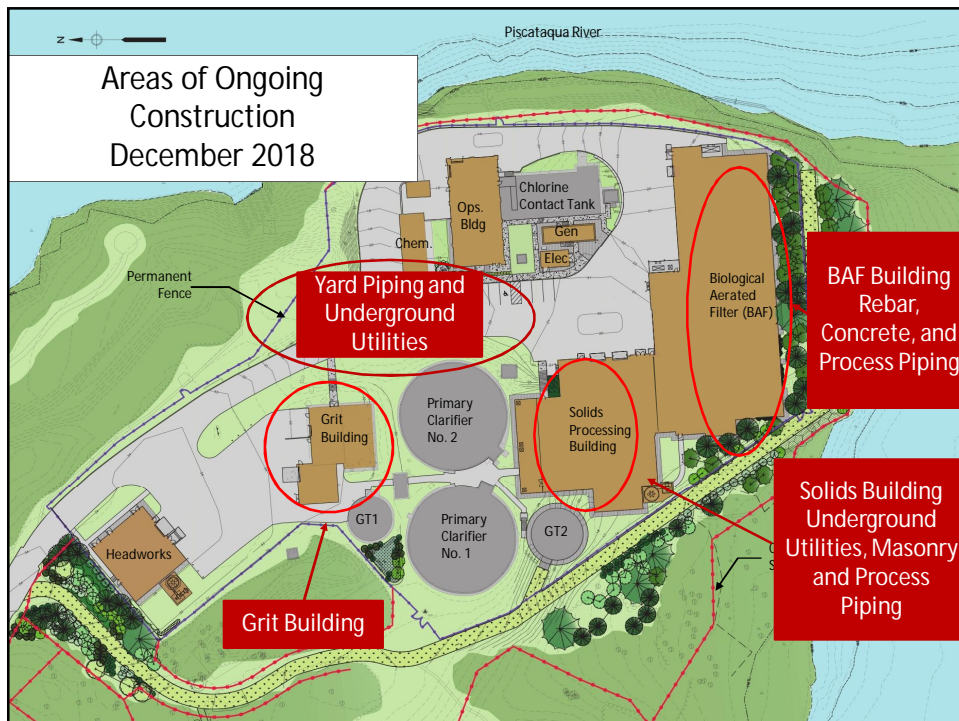 Piscataqua River
N
Areas of Ongoing
Construction
December 2018
Chlorine
Contact Tank
Ops.
Bldg
Gen
Chem.
Elec.
Permanent
Fence
Yard Piping and
Underground
Utilities
Biological
Aerated
Filter (BAF)
BAF Building
Rebar,
Concrete, and
Process Piping
Grit
Building
Primary
Clarifier
No. 2
Solids
Processing
Building
GT1
Primary
Clarifier
No. 1
GT2
Headworks
Solids Building
Underground
Utilities, Masonry
and Process
Piping
Grit Building